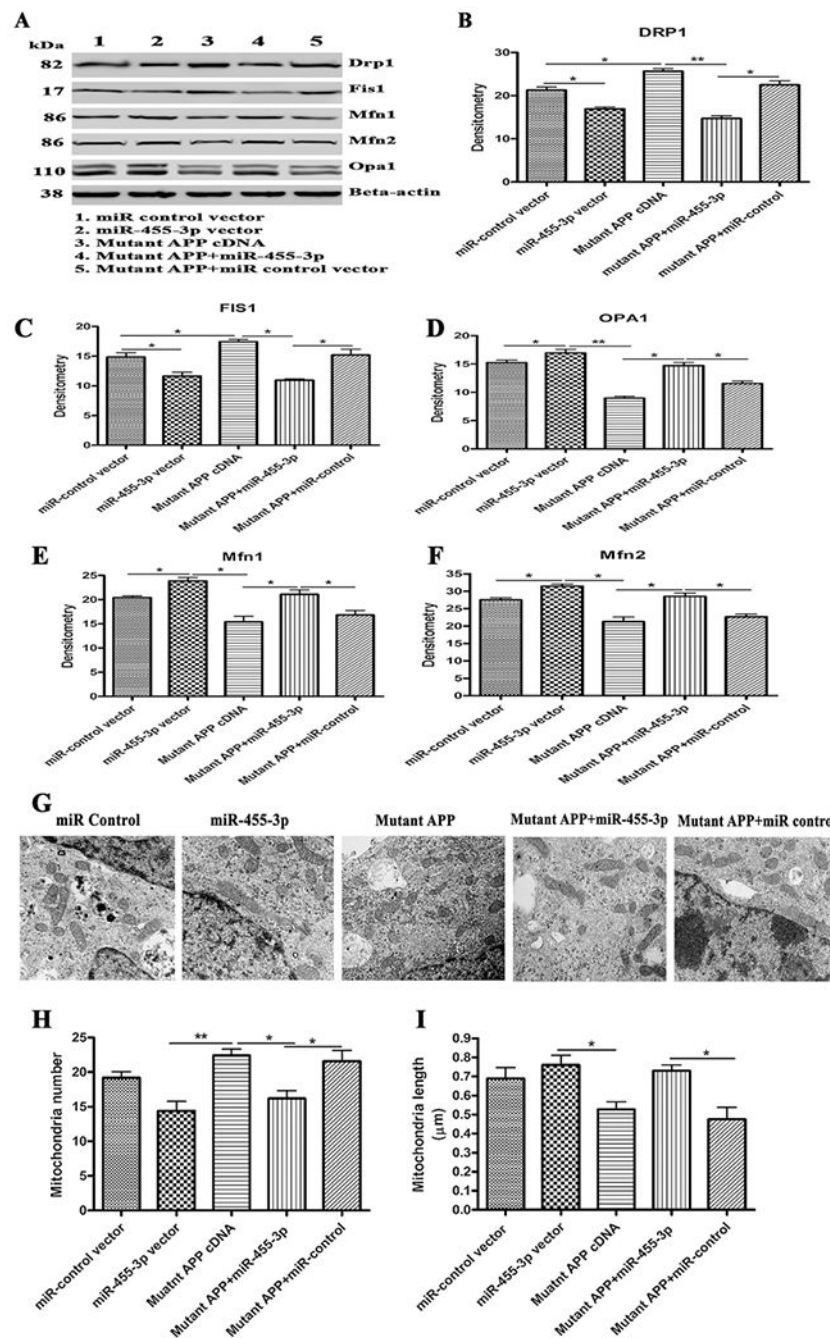 A
kDa
1 2 3 4 5
82 Drp1
17 Fis1
86 Mfn1
86 Mfn2
110 Opa1
38 Beta-actin
1. miR control vector
2. miR-455-3p vector
3. Mutant APP cDNA
4. Mutant APP+miR-455-3p
5. Mutant APP+miR control vector
B
DRP1
Densitometry
30
20
10
0
*
*
**
*
miR-control vector
miR-455-3p vector
Mutant APP cDNA
mutant APP+miR-455-3p
mutant APP+miR-control
C
FIS1
Densitometry
20
15
10
5
0
*
*
*
*
miR-control vector
miR-455-3p vector
Mutant APP cDNA
Mutant APP+miR-455-3p
Mutant APP+miR-control
D
OPA1
Densitometry
20
15
10
5
0
*
**
*
*
miR-control vector
miR-455-3p vector
Mutant APP cDNA
Mutant APP+miR-455-3p
Mutant APP+miR-control
E
Mfn1
Densitometry
25
20
15
10
5
0
*
*
*
*
miR-control vector
miR-455-3p vector
Mutant APP cDNA
Mutant APP+miR-455-3p
Mutant APP+miR-control
F
Mfn2
Densitometry
35
30
25
20
15
10
5
0
*
*
*
*
miR-control vector
miR-455-3p vector
Mutant APP cDNA
Mutant APP+miR-455-3p
Mutant APP+miR-control
G
miR Control
miR-455-3p
Mutant APP
Mutant APP+miR-455-3p
Mutant APP+miR control
H
Mitochondria number
25
20
15
10
5
0
**
*
*
miR-control vector
miR-455-3p vector
Muatnt APP cDNA
Mutant APP+miR-455-3p
Mutant APP+miR-control
I
Mitochondria length
(µm)
0.9
0.8
0.7
0.6
0.5
0.4
0.3
0.2
0.1
0.0
*
*
miR-control vector
miR-455-3p vector
Muatnt APP cDNA
Mutant APP+miR-455-3p
Mutant APP+miR-control